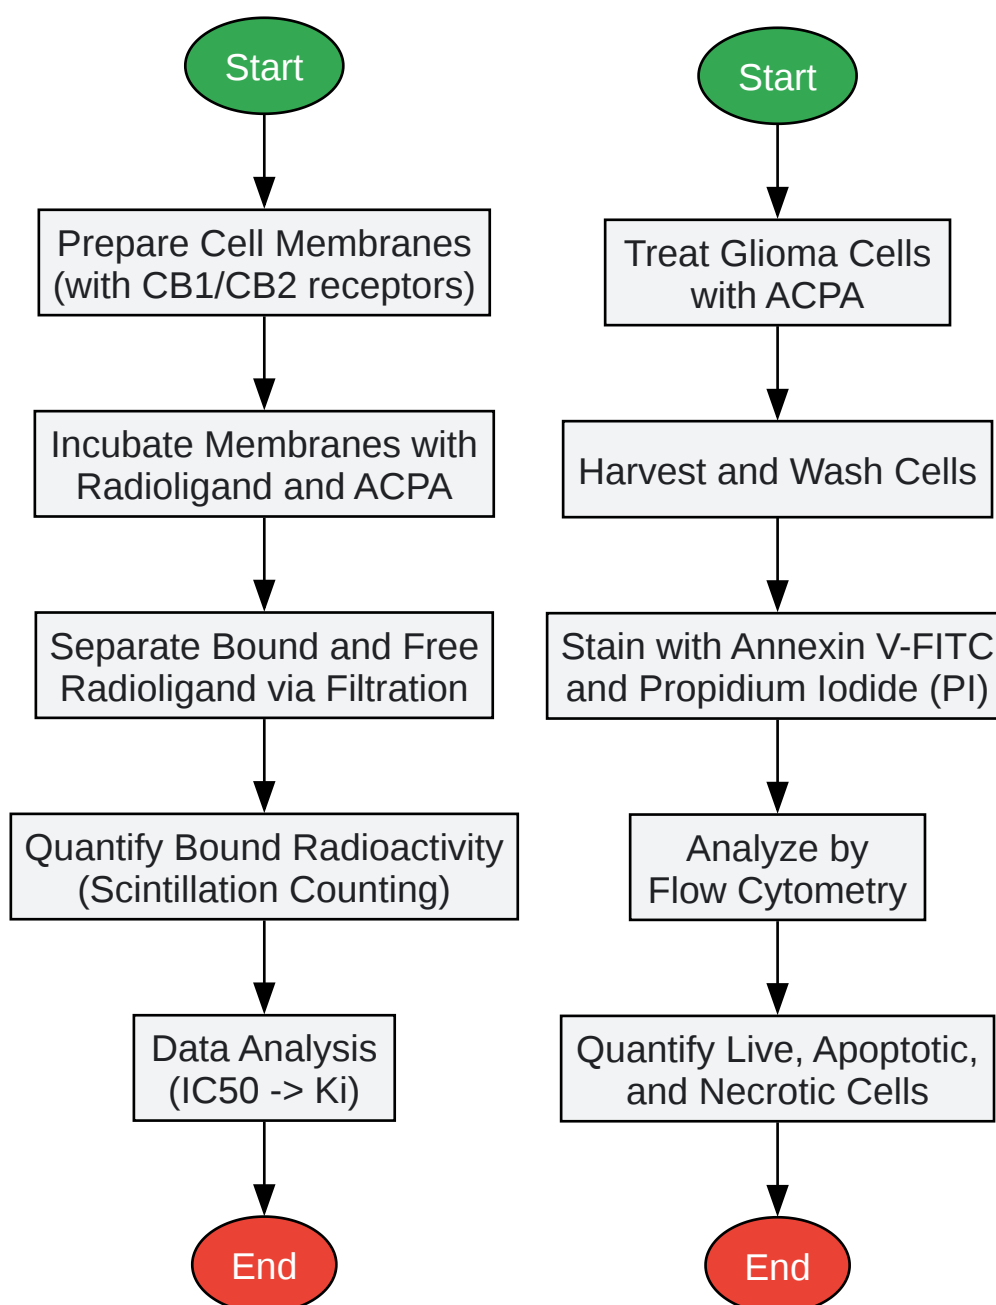 Start
Prepare Cell Membranes
(with CB1/CB2 receptors)
Incubate Membranes with
Radioligand and ACPA
Separate Bound and Free
Radioligand via Filtration
Quantify Bound Radioactivity
(Scintillation Counting)
Data Analysis
(IC50 -> Ki)
End
Start
Treat Glioma Cells
with ACPA
Harvest and Wash Cells
Stain with Annexin V-FITC
and Propidium Iodide (PI)
Analyze by
Flow Cytometry
Quantify Live, Apoptotic,
and Necrotic Cells
End